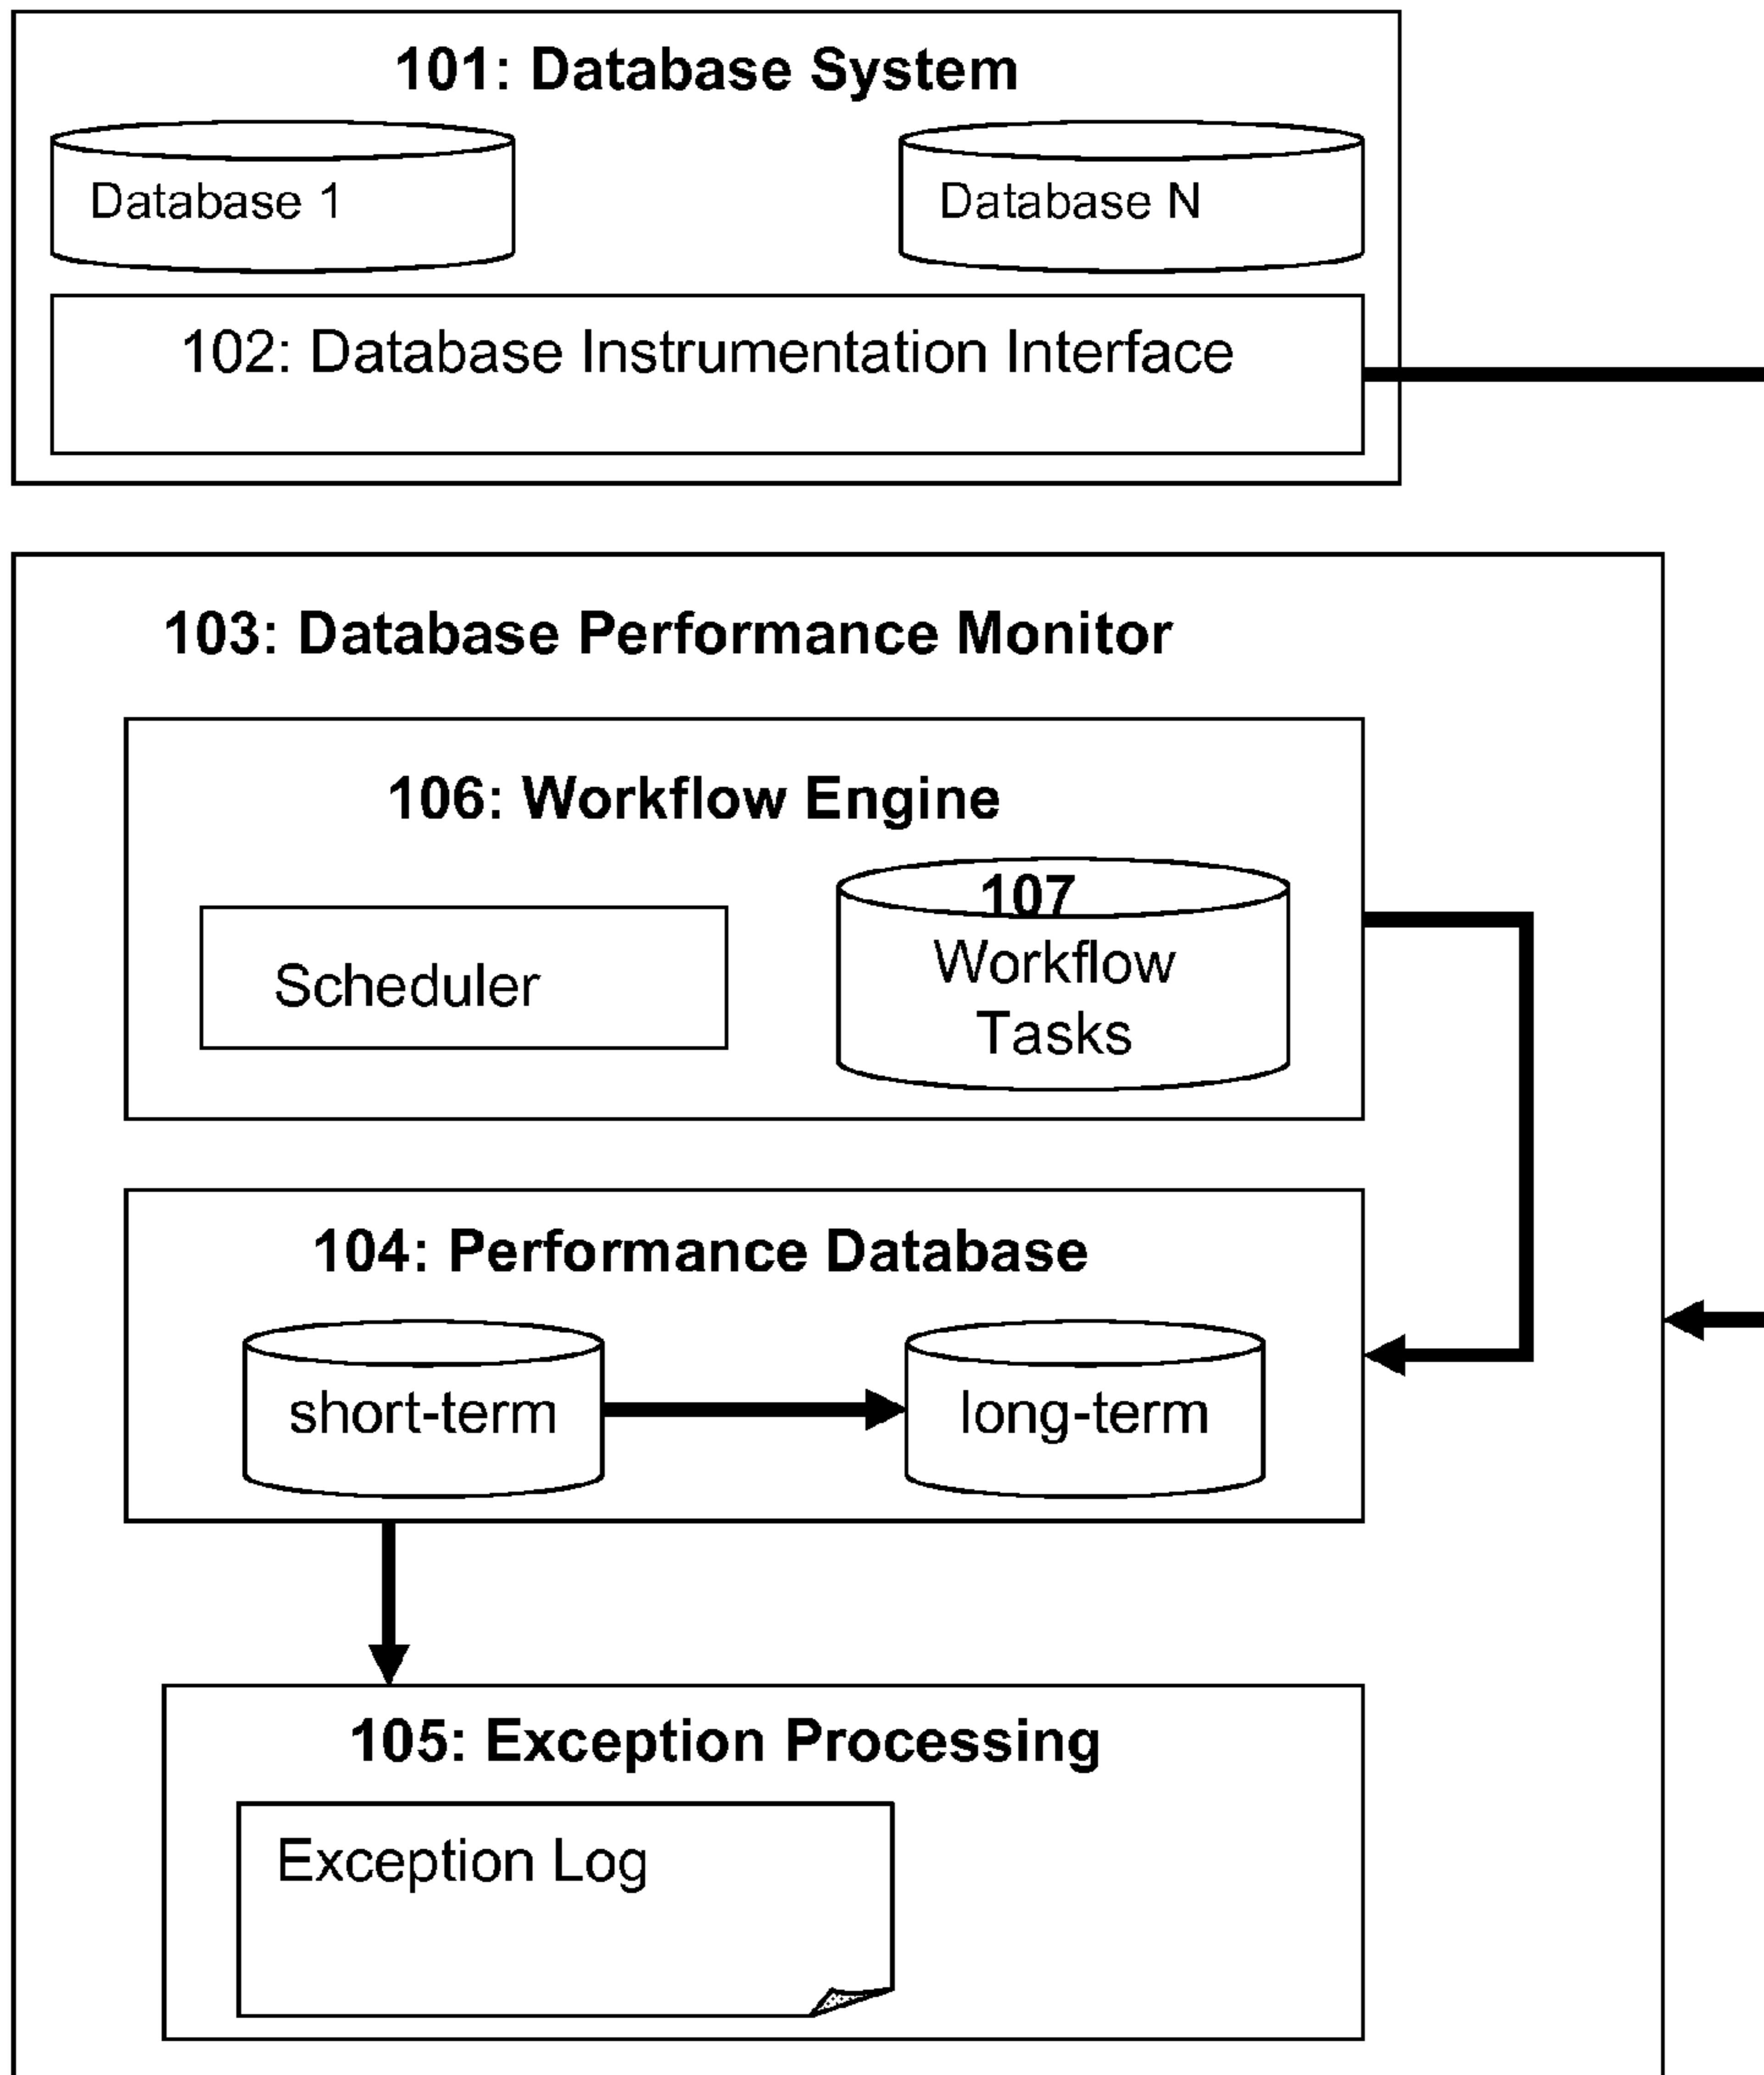 101: Database System
Database 1
Database N
102: Database Instrumentation Interface
103: Database Performance Monitor
106: Workflow Engine
Scheduler
107
Workflow
Tasks
104: Performance Database
short-term
long-term
105: Exception Processing
Exception Log